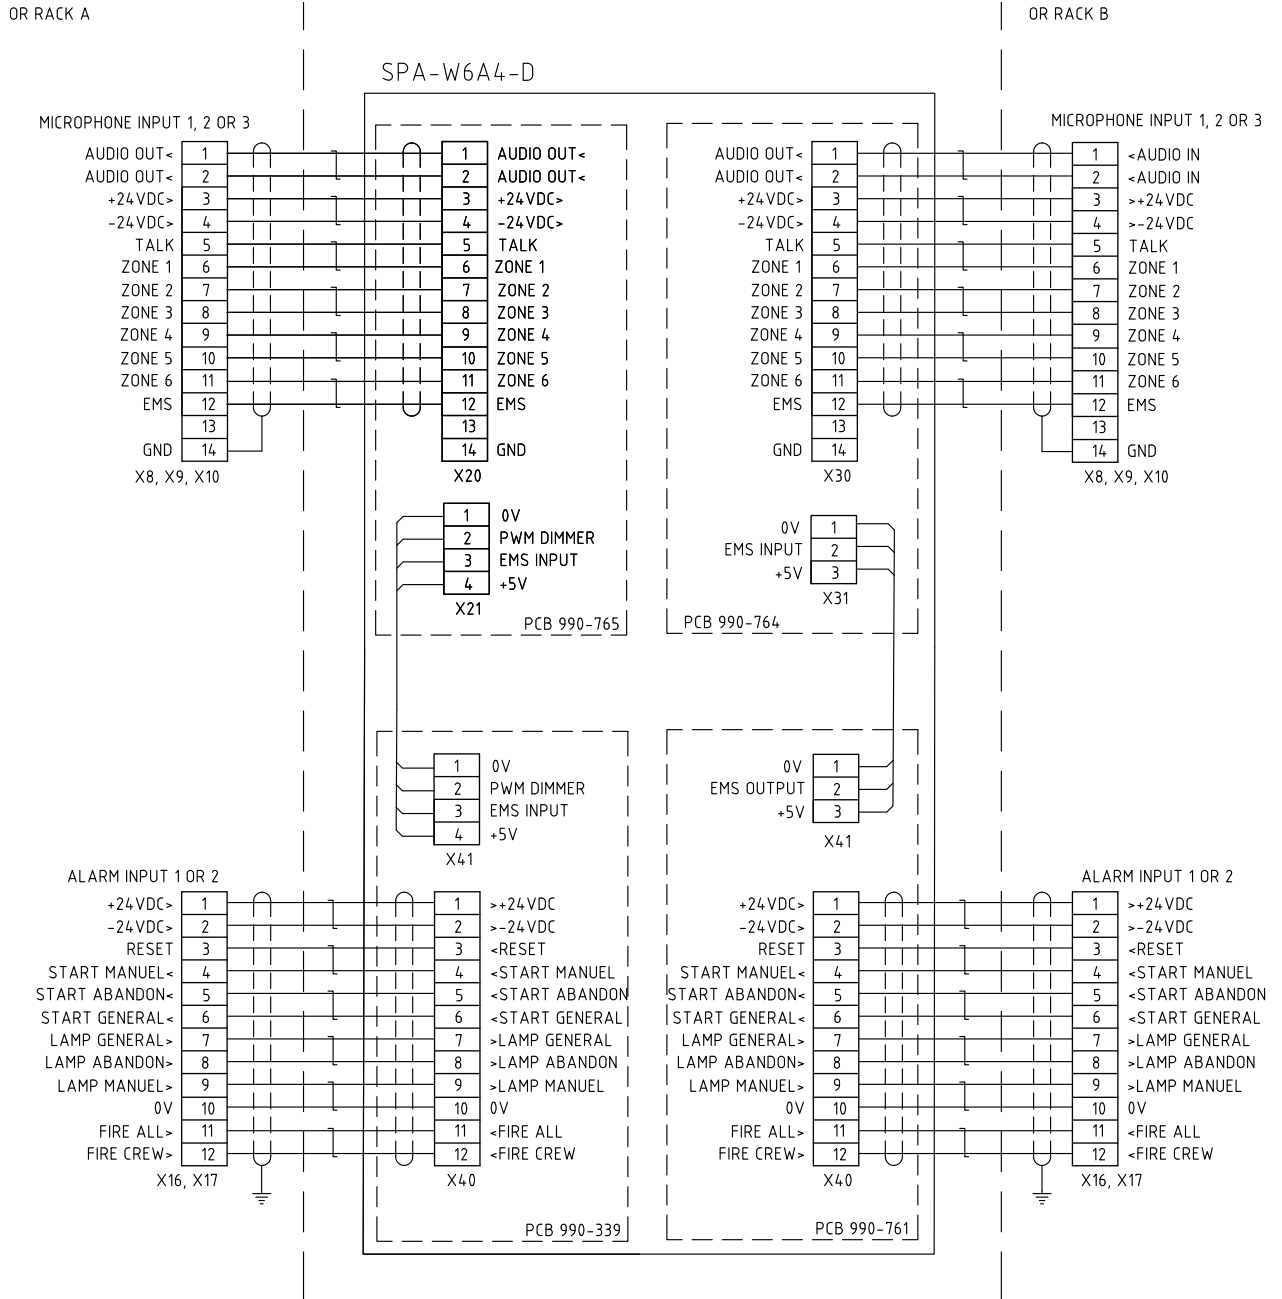 OR RACK A
OR RACK B
SPA-W6A4-D
MICROPHONE INPUT 1, 2 OR 3
AUDIO OUT< 1
AUDIO OUT< 2
+24VDC> 3
-24VDC> 4
TALK 5
ZONE 1 6
ZONE 2 7
ZONE 3 8
ZONE 4 9
ZONE 5 10
ZONE 6 11
EMS 12
13
GND 14
X8, X9, X10
1 AUDIO OUT<
2 AUDIO OUT<
3 +24VDC>
4 -24VDC>
5 TALK
6 ZONE 1
7 ZONE 2
8 ZONE 3
9 ZONE 4
10 ZONE 5
11 ZONE 6
12 EMS
13
14 GND
X20
1 0V
2 PWM DIMMER
3 EMS INPUT
4 +5V
X21
PCB 990-765
AUDIO OUT< 1
AUDIO OUT< 2
+24VDC> 3
-24VDC> 4
TALK 5
ZONE 1 6
ZONE 2 7
ZONE 3 8
ZONE 4 9
ZONE 5 10
ZONE 6 11
EMS 12
13
GND 14
X30
0V 1
EMS INPUT 2
+5V 3
X31
PCB 990-764
MICROPHONE INPUT 1, 2 OR 3
1 <AUDIO IN
2 <AUDIO IN
3 >+24VDC
4 >-24VDC
5 TALK
6 ZONE 1
7 ZONE 2
8 ZONE 3
9 ZONE 4
10 ZONE 5
11 ZONE 6
12 EMS
13
14 GND
X8, X9, X10
1 0V
2 PWM DIMMER
3 EMS INPUT
4 +5V
X41
0V 1
EMS OUTPUT 2
+5V 3
X41
ALARM INPUT 1 OR 2
+24VDC> 1
-24VDC> 2
RESET 3
START MANUEL< 4
START ABANDON< 5
START GENERAL< 6
LAMP GENERAL> 7
LAMP ABANDON> 8
LAMP MANUEL> 9
0V 10
FIRE ALL> 11
FIRE CREW> 12
X16, X17
1 >+24VDC
2 >-24VDC
3 <RESET
4 <START MANUEL
5 <START ABANDON
6 <START GENERAL
7 >LAMP GENERAL
8 >LAMP ABANDON
9 >LAMP MANUEL
10 0V
11 <FIRE ALL
12 <FIRE CREW
X40
PCB 990-339
+24VDC> 1
-24VDC> 2
RESET 3
START MANUEL< 4
START ABANDON< 5
START GENERAL< 6
LAMP GENERAL> 7
LAMP ABANDON> 8
LAMP MANUEL> 9
0V 10
FIRE ALL> 11
FIRE CREW> 12
X40
PCB 990-761
ALARM INPUT 1 OR 2
1 >+24VDC
2 >-24VDC
3 <RESET
4 <START MANUEL
5 <START ABANDON
6 <START GENERAL
7 >LAMP GENERAL
8 >LAMP ABANDON
9 >LAMP MANUEL
10 0V
11 <FIRE ALL
12 <FIRE CREW
X16, X17